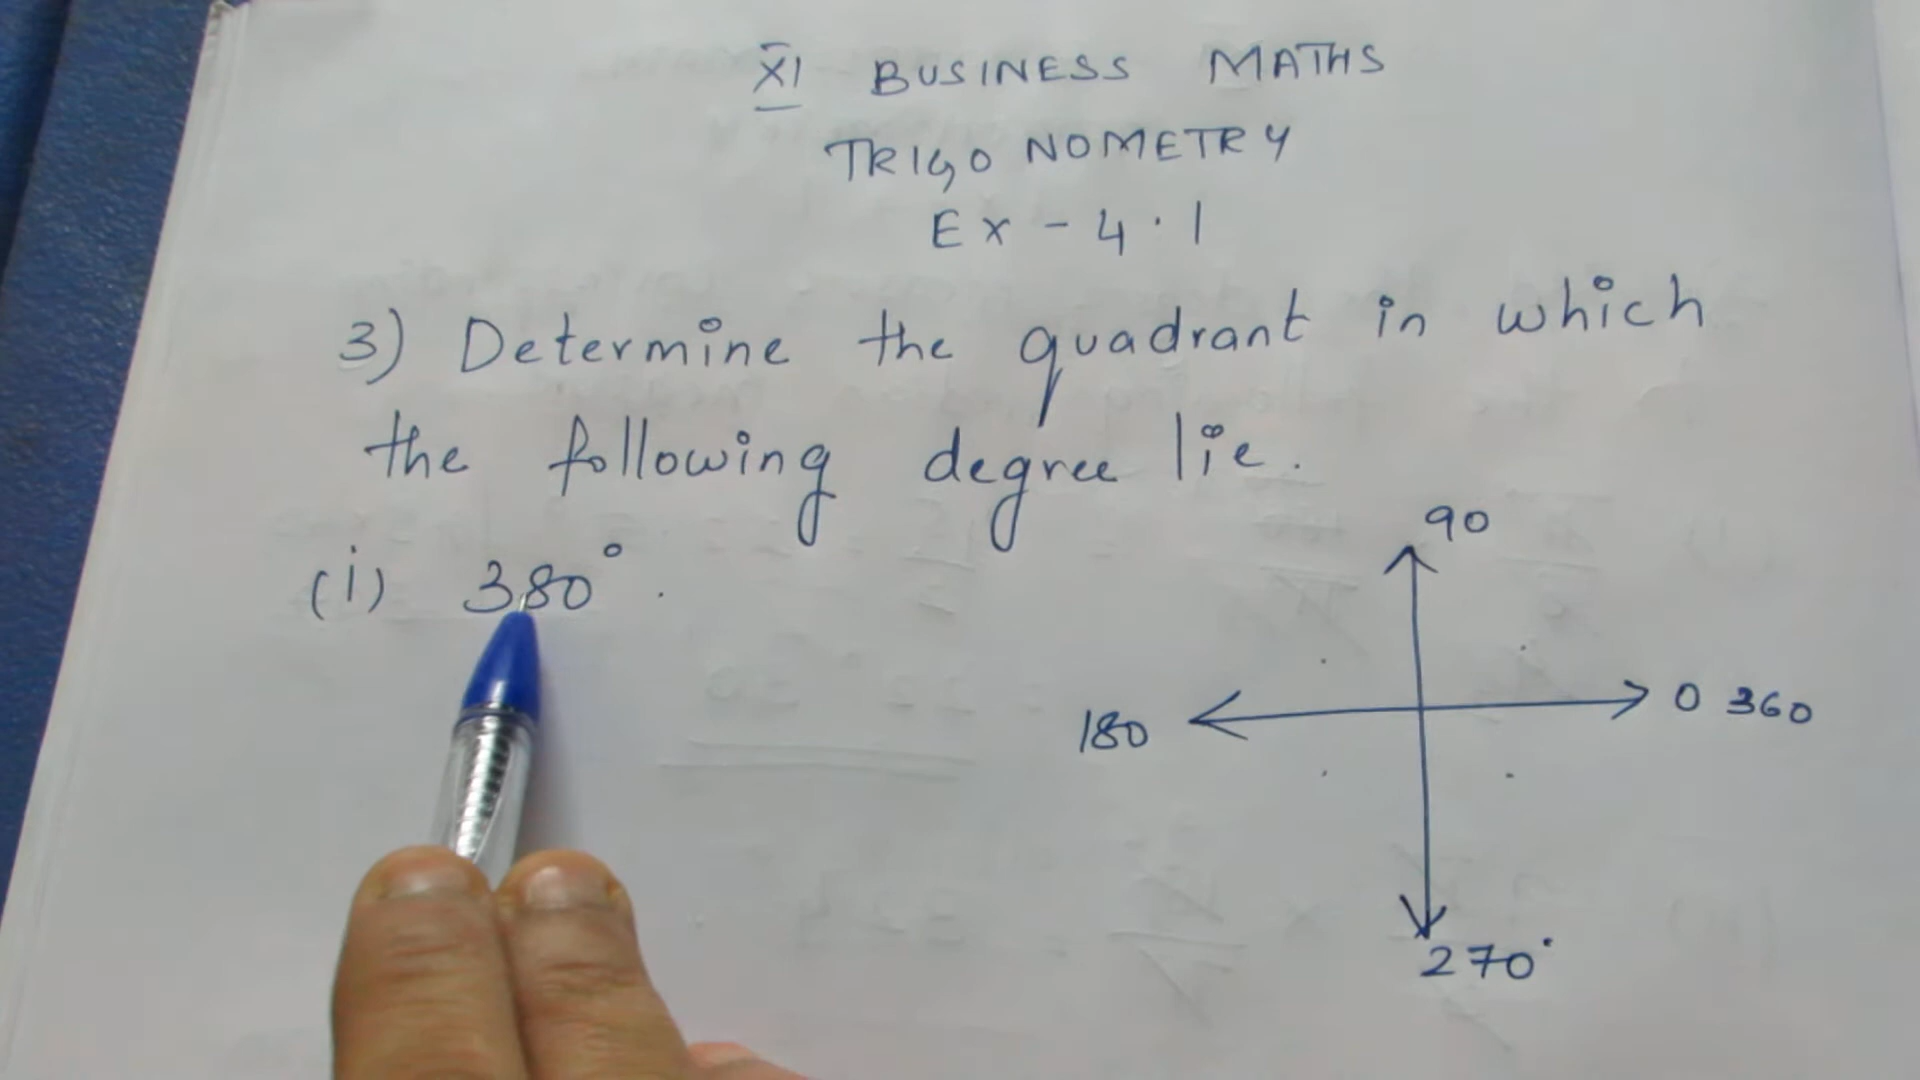 XI BUSINESS MATHS
TRIGONOMETRY
Ex - 4.1
3) Determine the quadrant in which
the following degree lie.
(i) 380°.
90
180
0 360
270°